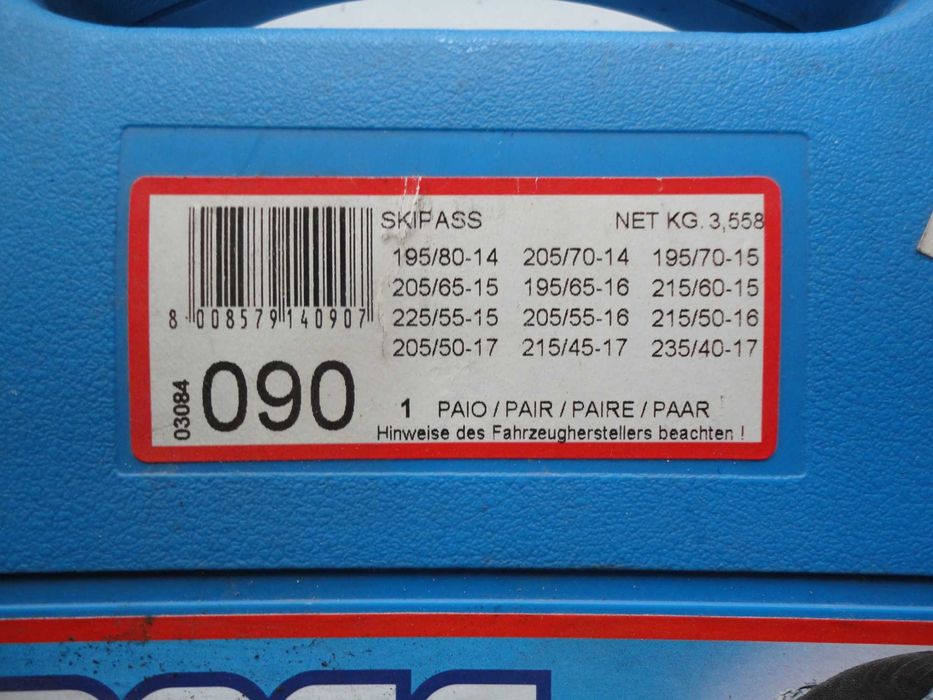 SKIPASS NET KG. 3,558
195/80-14 205/70-14 195/70-15
205/65-15 195/65-16 215/60-15
225/55-15 205/55-16 215/50-16
205/50-17 215/45-17 235/40-17
8 008579 140907
03084
090
1 PAIO / PAIR / PAIRE / PAAR
Hinweise des Fahrzeugherstellers beachten !